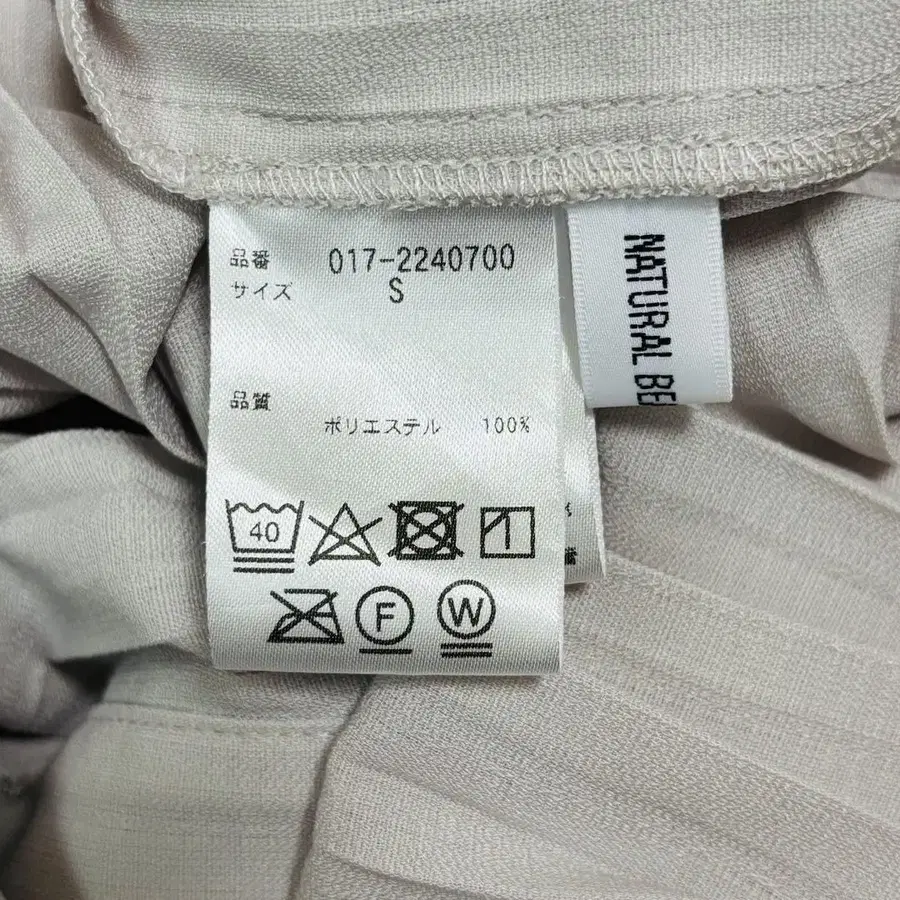 品番 017-2240700
サイズ S
品質
ポリエステル 100%
40
F
W
NATURAL BE